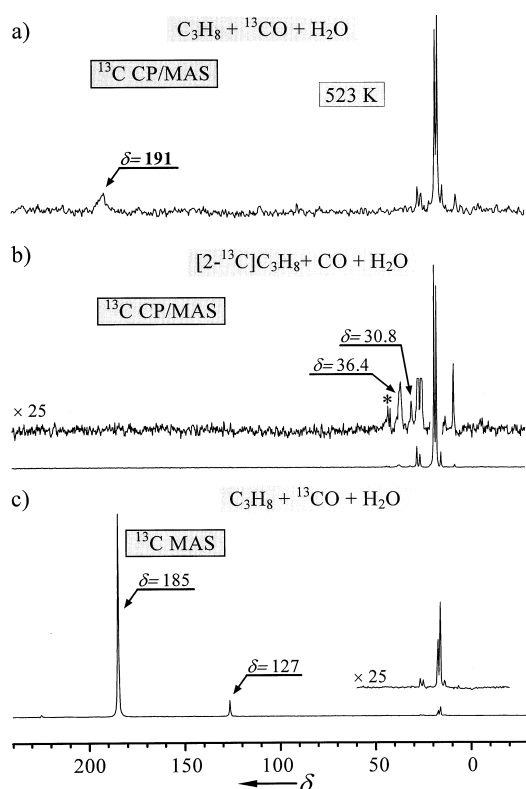 a)
C₃H₈ + ¹³CO + H₂O
¹³C CP/MAS
523 K
δ= 191
b)
[2-¹³C]C₃H₈+ CO + H₂O
¹³C CP/MAS
δ= 30.8
δ= 36.4
*
× 25
c)
C₃H₈ + ¹³CO + H₂O
¹³C MAS
δ= 185
δ= 127
× 25
200 150 100 50 0
δ